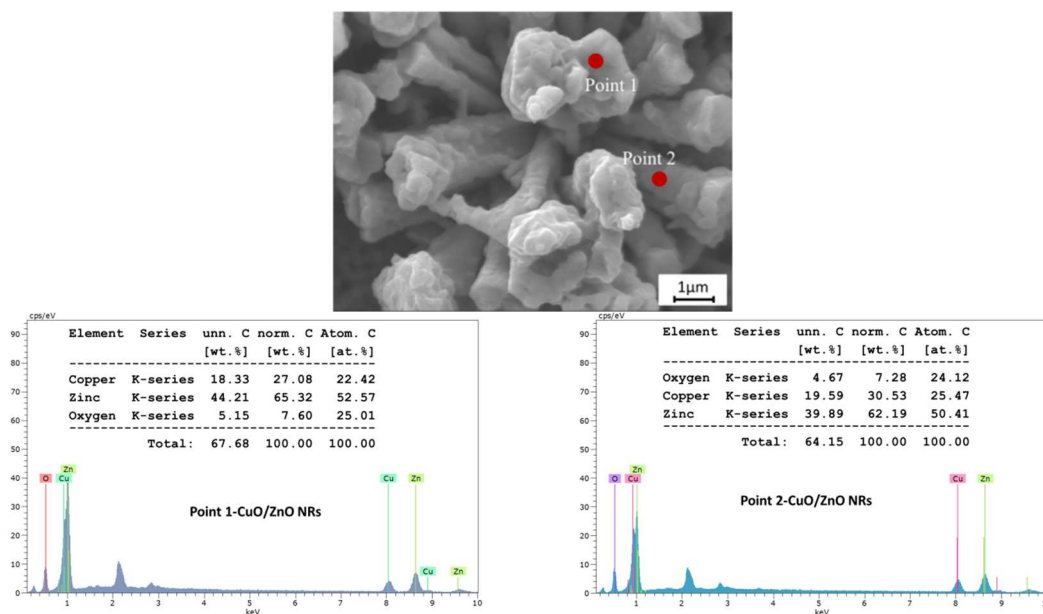 Point 1
Point 2
1μm
cps/eV
Element Series unn. C norm. C Atom. C
[wt.%] [wt.%] [at.%]
Copper K-series 18.33 27.08 22.42
Zinc K-series 44.21 65.32 52.57
Oxygen K-series 5.15 7.60 25.01
Total: 67.68 100.00 100.00
90
80
70
60
50
40
30
20
10
0
O
Cu
Zn
Cu
Zn
Cu
Zn
Point 1-CuO/ZnO NRs
1 2 3 4 5 6 7 8 9 10
keV
cps/eV
Element Series unn. C norm. C Atom. C
[wt.%] [wt.%] [at.%]
Oxygen K-series 4.67 7.28 24.12
Copper K-series 19.59 30.53 25.47
Zinc K-series 39.89 62.19 50.41
Total: 64.15 100.00 100.00
90
80
70
60
50
40
30
20
10
0
O
Cu
Zn
Cu
Zn
Point 2-CuO/ZnO NRs
1 2 3 4 5 6 7 8 9
keV